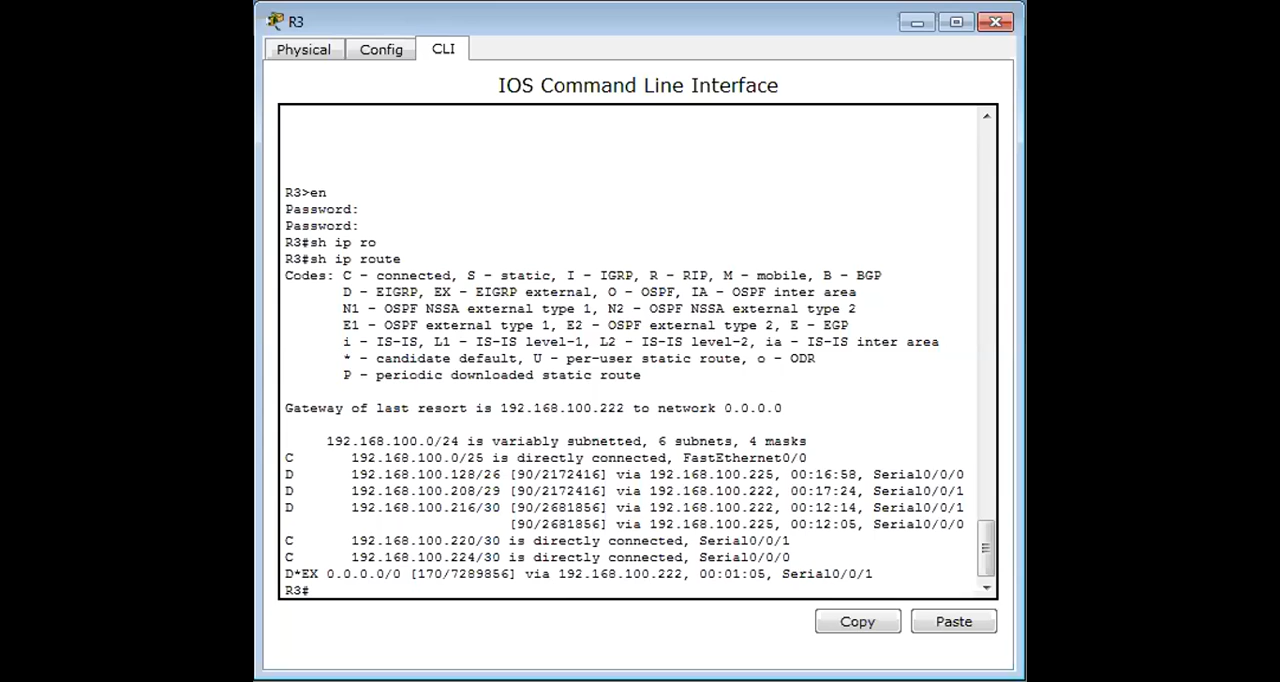 R3
Physical Config CLI
IOS Command Line Interface
R3>en
Password:
Password:
R3#sh ip ro
R3#sh ip route
Codes: C - connected, S - static, I - IGRP, R - RIP, M - mobile, B - BGP
       D - EIGRP, EX - EIGRP external, O - OSPF, IA - OSPF inter area
       N1 - OSPF NSSA external type 1, N2 - OSPF NSSA external type 2
       E1 - OSPF external type 1, E2 - OSPF external type 2, E - EGP
       i - IS-IS, L1 - IS-IS level-1, L2 - IS-IS level-2, ia - IS-IS inter area
       * - candidate default, U - per-user static route, o - ODR
       P - periodic downloaded static route
Gateway of last resort is 192.168.100.222 to network 0.0.0.0
     192.168.100.0/24 is variably subnetted, 6 subnets, 4 masks
C       192.168.100.0/25 is directly connected, FastEthernet0/0
D       192.168.100.128/26 [90/2172416] via 192.168.100.225, 00:16:58, Serial0/0/0
D       192.168.100.208/29 [90/2172416] via 192.168.100.222, 00:17:24, Serial0/0/1
D       192.168.100.216/30 [90/2681856] via 192.168.100.222, 00:12:14, Serial0/0/1
                           [90/2681856] via 192.168.100.225, 00:12:05, Serial0/0/0
C       192.168.100.220/30 is directly connected, Serial0/0/1
C       192.168.100.224/30 is directly connected, Serial0/0/0
D*EX 0.0.0.0/0 [170/7289856] via 192.168.100.222, 00:01:05, Serial0/0/1
R3#
Copy Paste